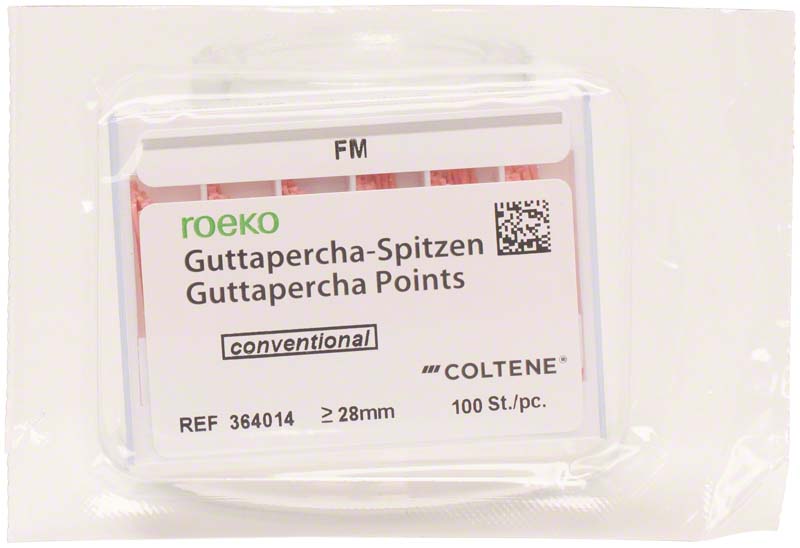 FM
roeko
Guttapercha-Spitzen
Guttapercha Points
conventional
COLTENE®
REF 364014 ≥ 28mm 100 St./pc.